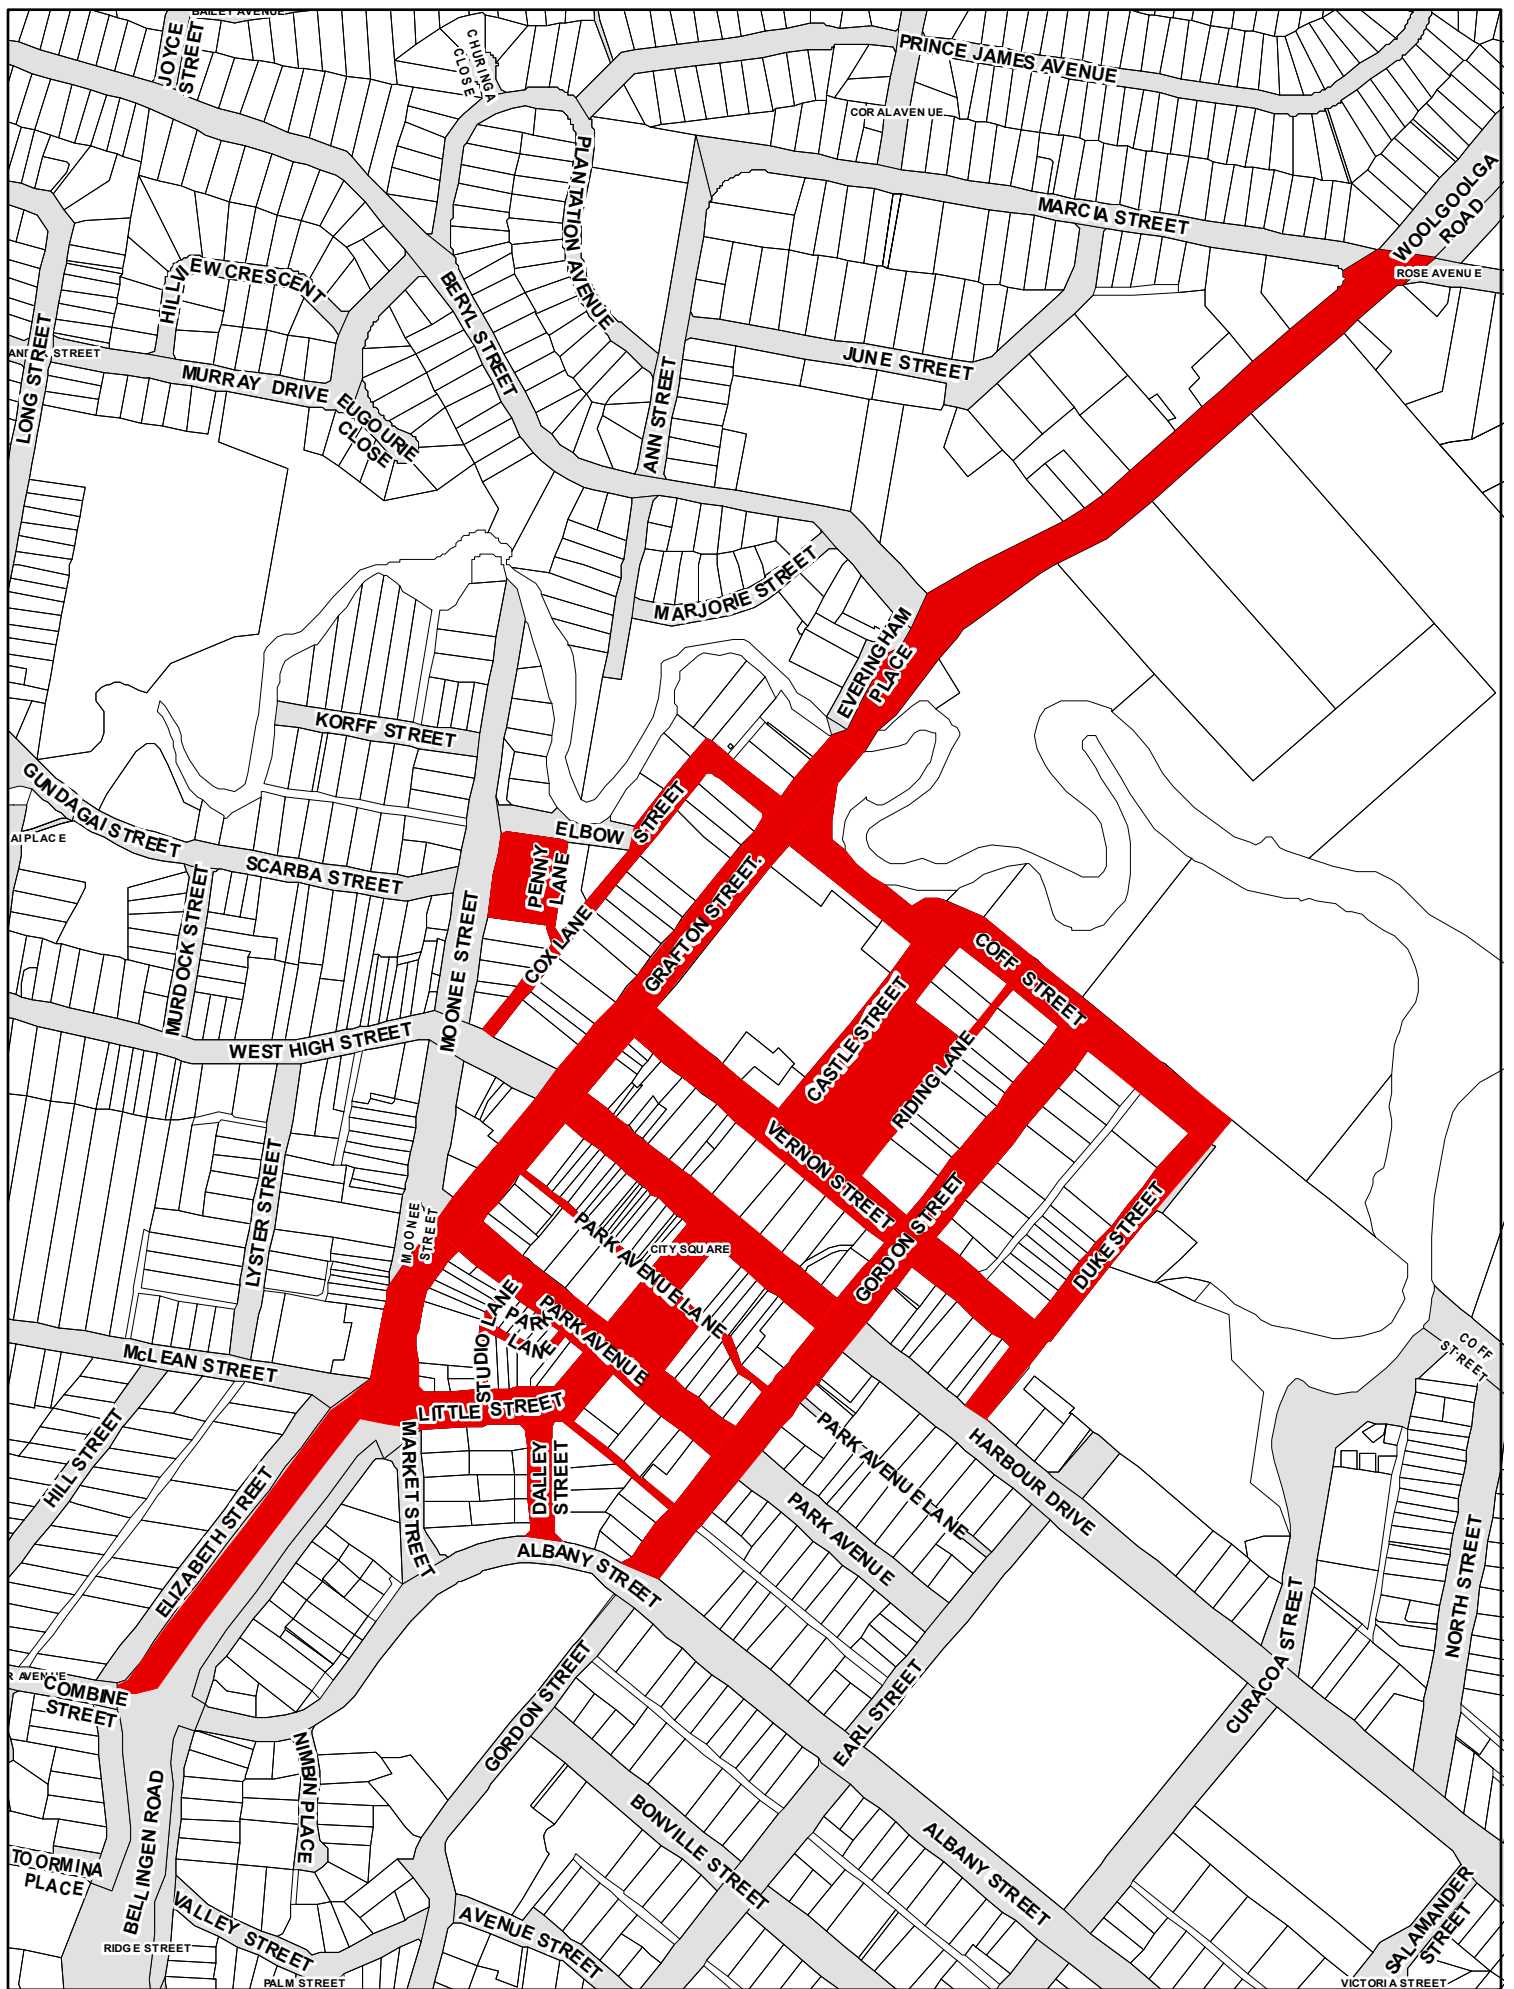 BAILEY AVENUE
JOYCE
STREET
CHURINGA
CLOSE
PRINCE JAMES AVENUE
CORAL AVENUE
PLANTATION AVENUE
WOOLGOOLGA
ROAD
MARCIA STREET
ROSE AVENUE
HILLVIEW CRESCENT
BERYL STREET
LONG STREET
STREET
MURRAY DRIVE
EUGOURIE
CLOSE
JUNE STREET
ANN STREET
MARJORIE STREET
EVERINGHAM
PLACE
KORFF STREET
GUNDAGAI STREET
AI PLACE
SCARBA STREET
ELBOW STREET
PENNY
LANE
MURDOCK STREET
COX LANE
GRAFTON STREET.
MOONEE STREET
COFF STREET
CASTLE STREET
RIDING LANE
WEST HIGH STREET
VERNON STREET
LYSTER STREET
MOONEE
STREET
PARK AVENUE LANE
CITY SQUARE
GORDON STREET
DUKE STREET
STUDIO LANE
PARK
LANE
PARK AVENUE
McLEAN STREET
COFF
STREET
LITTLE STREET
MARKET STREET
DALLEY
STREET
HILL STREET
ELIZABETH STREET
PARK AVENUE LANE
HARBOUR DRIVE
PARK AVENUE
ALBANY STREET
NORTH STREET
CURACOA STREET
R AVENUE
COMBINE
STREET
GORDON STREET
EARL STREET
NIMBIN PLACE
BELLINGEN ROAD
BONVILLE STREET
ALBANY STREET
TOORMINA
PLACE
VALLEY STREET
AVENUE STREET
SALAMANDER
STREET
RIDGE STREET
PALM STREET
VICTORIA STREET